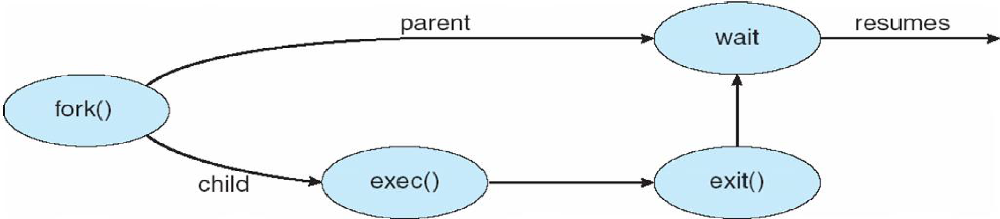 parent
wait
resumes
fork()
child
exec()
exit()